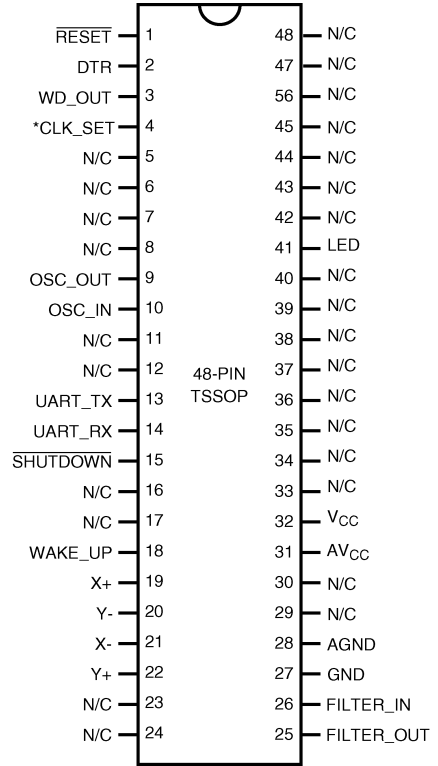 RESET 1 48 N/C
DTR 2 47 N/C
WD_OUT 3 56 N/C
*CLK_SET 4 45 N/C
N/C 5 44 N/C
N/C 6 43 N/C
N/C 7 42 N/C
N/C 8 41 LED
OSC_OUT 9 40 N/C
OSC_IN 10 39 N/C
N/C 11 38 N/C
N/C 12 37 N/C
48-PIN
TSSOP
UART_TX 13 36 N/C
UART_RX 14 35 N/C
SHUTDOWN 15 34 N/C
N/C 16 33 N/C
N/C 17 32 VCC
WAKE_UP 18 31 AVCC
X+ 19 30 N/C
Y- 20 29 N/C
X- 21 28 AGND
Y+ 22 27 GND
N/C 23 26 FILTER_IN
N/C 24 25 FILTER_OUT